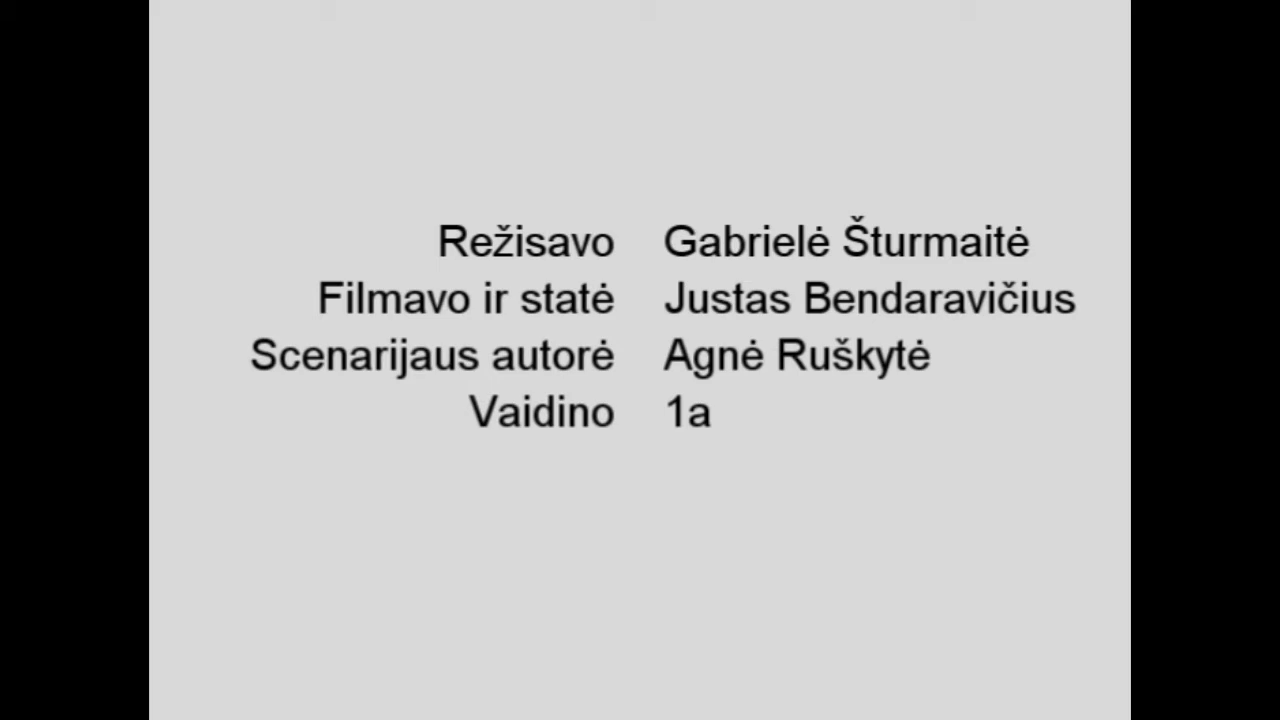 Režisavo Gabrielė Šturmaitė
Filmavo ir statė Justas Bendaravičius
Scenarijaus autorė Agnė Ruškytė
Vaidino 1a